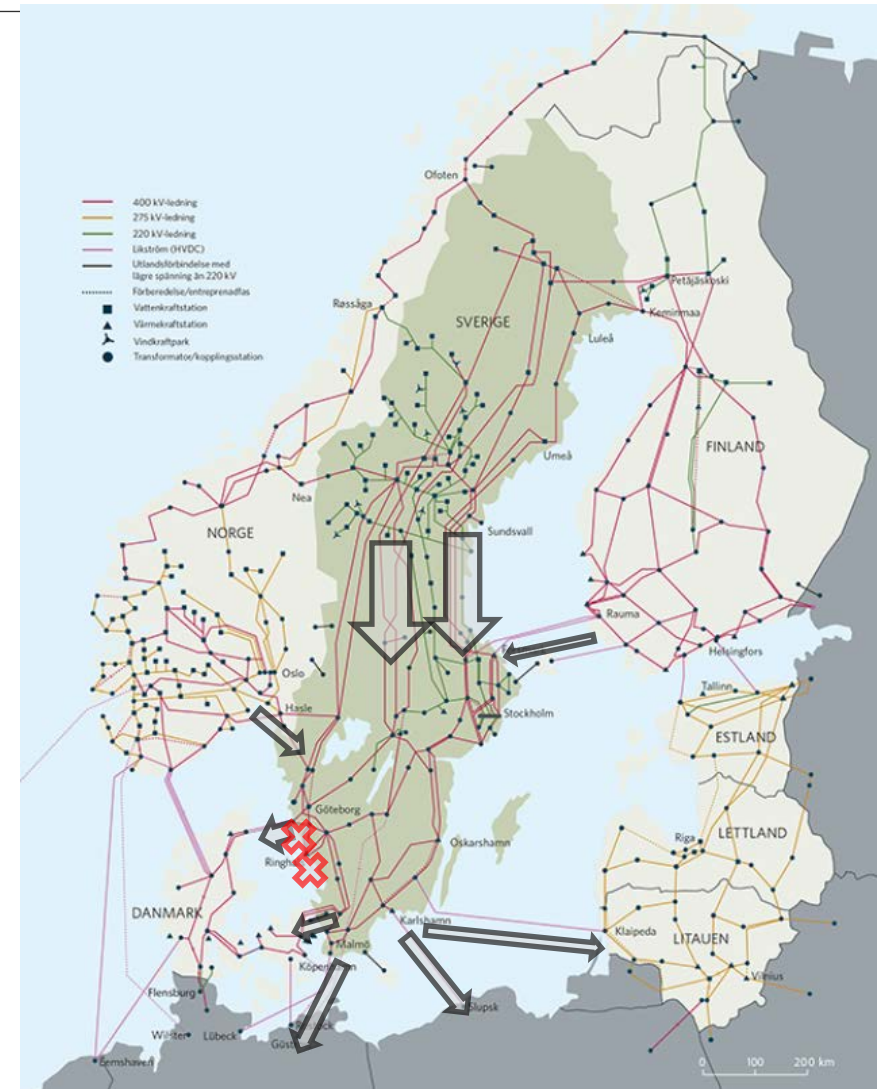 400 kV-ledning
275 kV-ledning
220 kV-ledning
Likström (HVDC)
Utlandsförbindelse med
lägre spänning än 220 kV
Förberedelse/entreprenadfas
Vattenkraftstation
Värmekraftstation
Vindkraftpark
Transformator/kopplingsstation
Ofoten
Røssåga
SVERIGE
Petäjäskoski
Keminmaa
Luleå
FINLAND
Umeå
Nea
NORGE
Sundsvall
Rauma
Helsingfors
Oslo
Hasle
Tallinn
Stockholm
ESTLAND
Göteborg
Riga
LETTLAND
Oskarshamn
DANMARK
Karlshamn
Klaipeda
LITAUEN
Malmö
Vilnius
Flensburg
Slupsk
Lübeck
Eemshaven
0 100 200 km